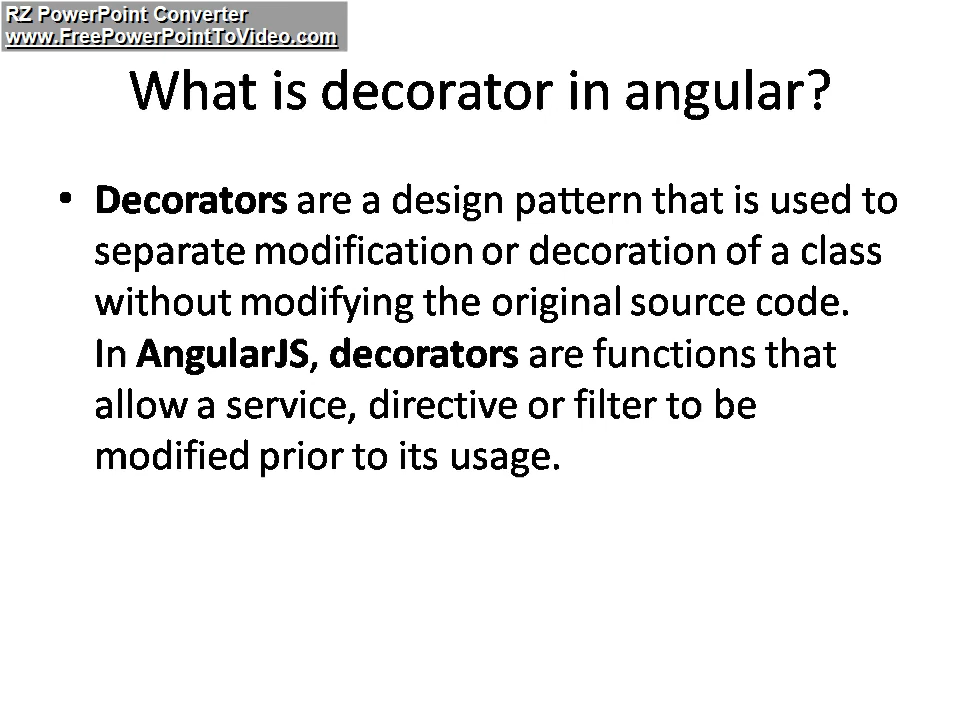 RZ PowerPoint Converter
www.FreePowerPointToVideo.com
What is decorator in angular?
• Decorators are a design pattern that is used to
separate modification or decoration of a class
without modifying the original source code.
In AngularJS, decorators are functions that
allow a service, directive or filter to be
modified prior to its usage.